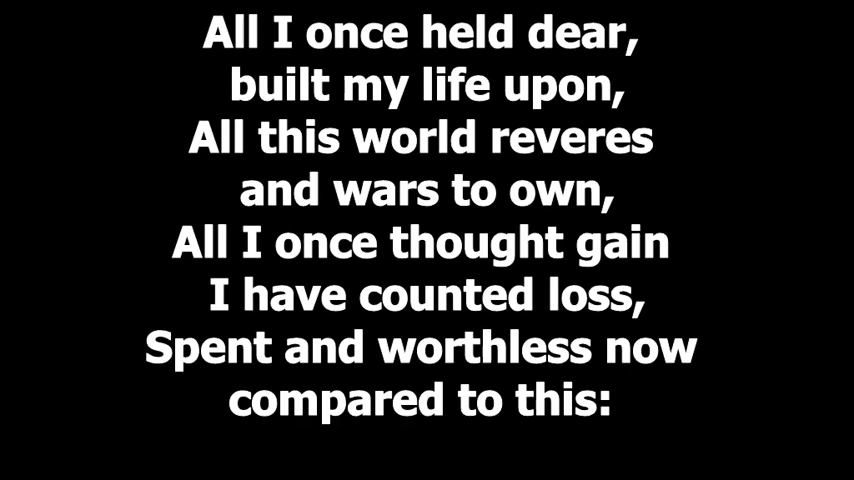 All I once held dear,
built my life upon,
All this world reveres
and wars to own,
All I once thought gain
I have counted loss,
Spent and worthless now
compared to this: